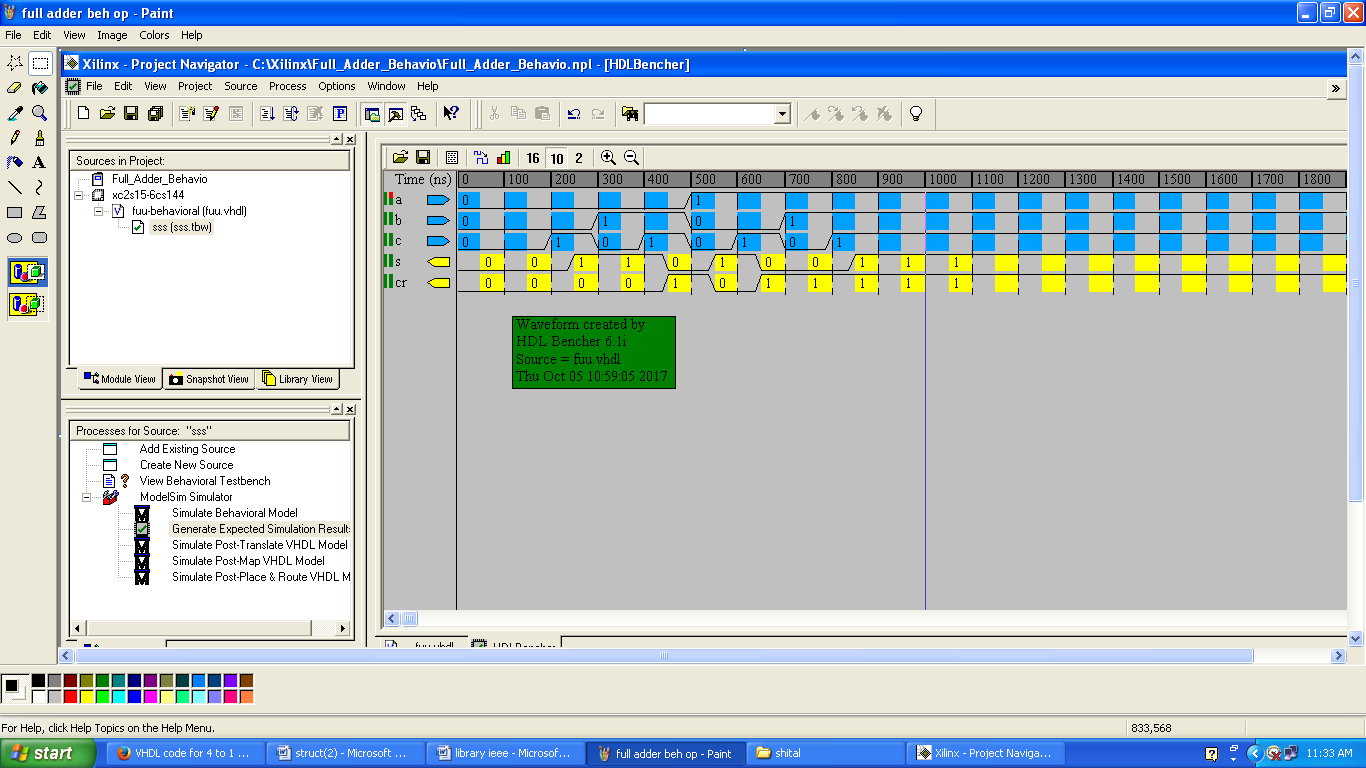 full adder beh op - Paint
File Edit View Image Colors Help
Xilinx - Project Navigator - C:\Xilinx\Full_Adder_Behavio\Full_Adder_Behavio.npl - [HDLBencher]
File Edit View Project Source Process Options Window Help »
P
Sources in Project:
Full_Adder_Behavio
xc2s15-6cs144
fuu-behavioral (fuu.vhdl)
sss (sss.tbw)
Module View Snapshot View Library View
Processes for Source: "sss"
Add Existing Source
Create New Source
View Behavioral Testbench
ModelSim Simulator
Simulate Behavioral Model
Generate Expected Simulation Result:
Simulate Post-Translate VHDL Model
Simulate Post-Map VHDL Model
Simulate Post-Place & Route VHDL M
16 10 2
Time (ns) 0 100 200 300 400 500 600 700 800 900 1000 1100 1200 1300 1400 1500 1600 1700 1800
a 0 1
b 0 1 0 1
c 0 1 0 1 0 1 0 1
s 0 0 1 1 0 1 0 0 1 1 1
cr 0 0 0 0 1 0 1 1 1 1 1
Waveform created by
HDL Bencher 6.1i
Source = fuu.vhdl
Thu Oct 05 10:59:05 2017
fuu.vhdl HDLBencher
For Help, click Help Topics on the Help Menu.
833,568
start VHDL code for 4 to 1 ... struct(2) - Microsoft ... library ieee - Microsof... full adder beh op - Paint shital Xilinx - Project Naviga... 11:33 AM